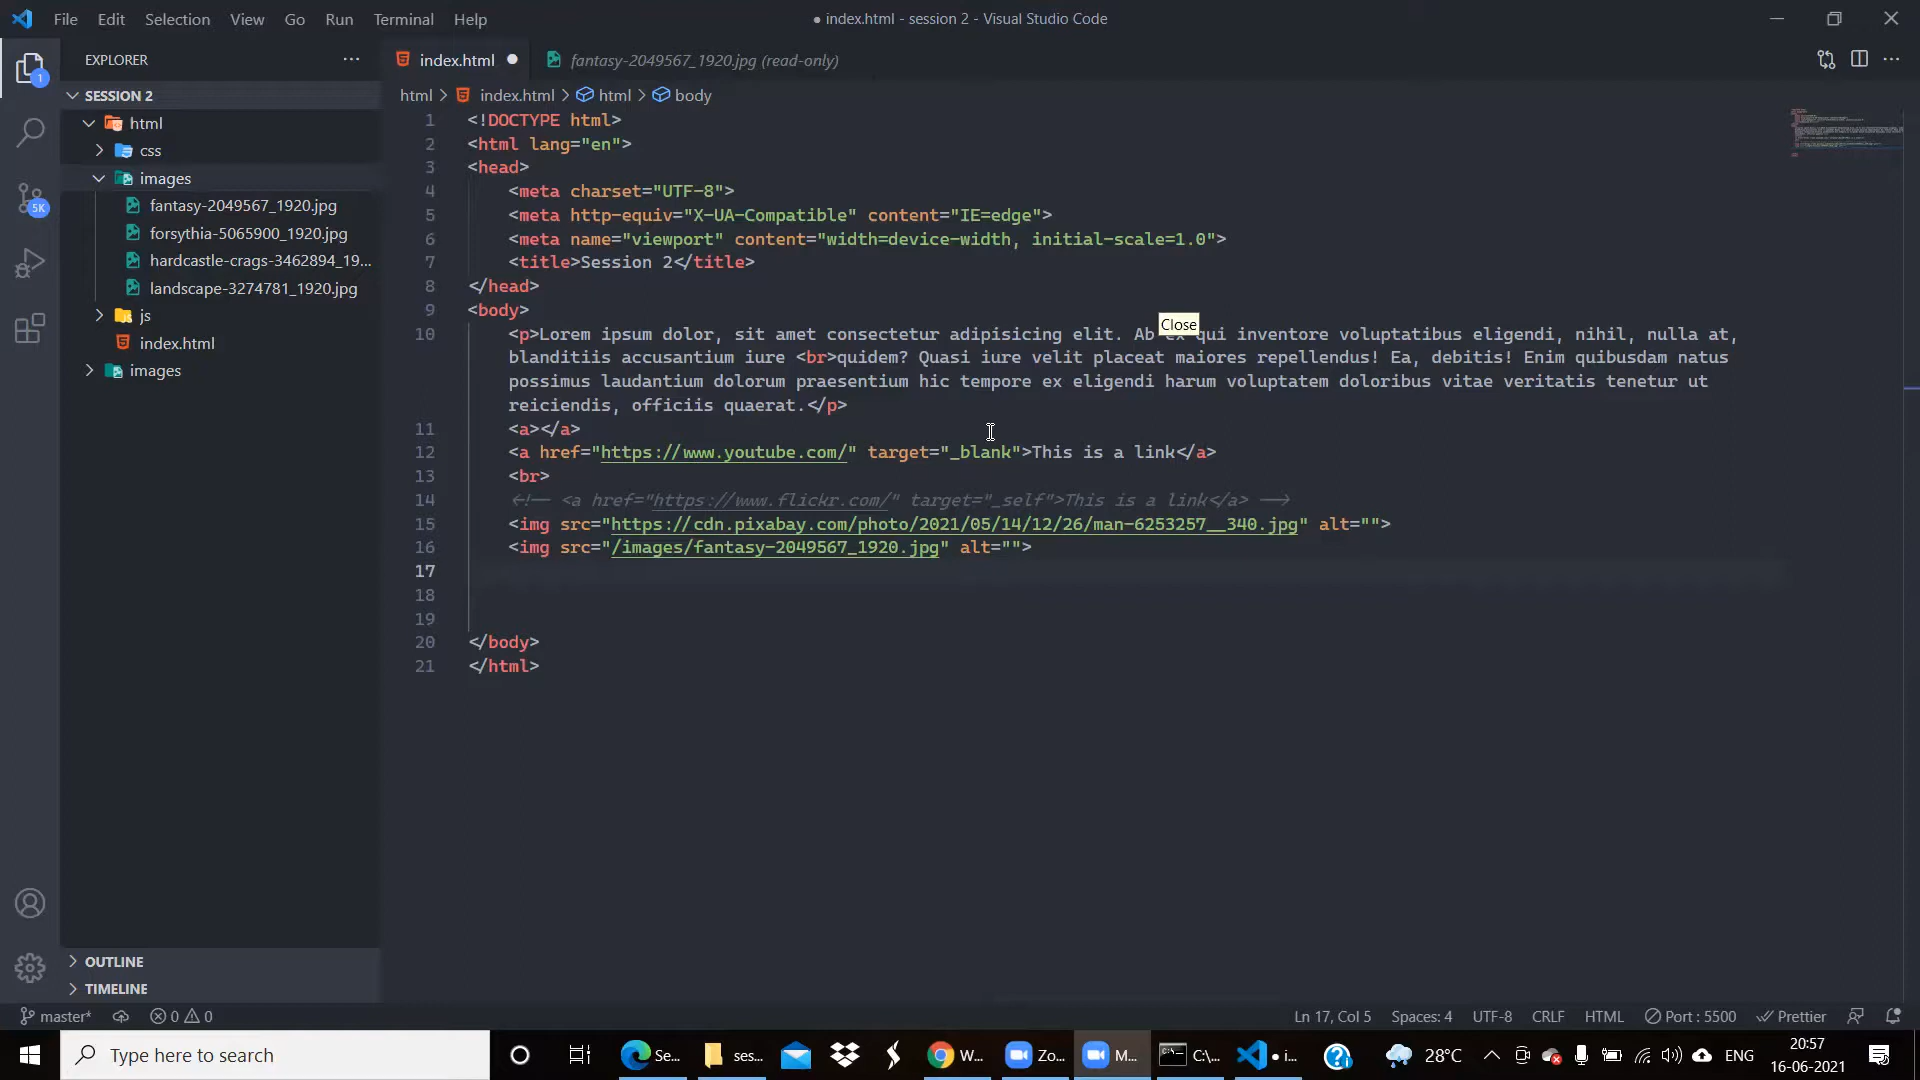 File Edit Selection View Go Run Terminal Help
● index.html - session 2 - Visual Studio Code
EXPLORER
index.html
fantasy-2049567_1920.jpg (read-only)
SESSION 2
html > index.html > html > body
html
css
images
fantasy-2049567_1920.jpg
forsythia-5065900_1920.jpg
hardcastle-crags-3462894_19...
landscape-3274781_1920.jpg
js
index.html
images
1 <!DOCTYPE html>
2 <html lang="en">
3 <head>
4 <meta charset="UTF-8">
5 <meta http-equiv="X-UA-Compatible" content="IE=edge">
6 <meta name="viewport" content="width=device-width, initial-scale=1.0">
7 <title>Session 2</title>
8 </head>
9 <body>
Close
10 <p>Lorem ipsum dolor, sit amet consectetur adipisicing elit. Ab ex qui inventore voluptatibus eligendi, nihil, nulla at,
blanditiis accusantium iure <br>quidem? Quasi iure velit placeat maiores repellendus! Ea, debitis! Enim quibusdam natus
possimus laudantium dolorum praesentium hic tempore ex eligendi harum voluptatem doloribus vitae veritatis tenetur ut
reiciendis, officiis quaerat.</p>
11 <a></a>
12 <a href="https://www.youtube.com/" target="_blank">This is a link</a>
13 <br>
14 <!-- <a href="https://www.flickr.com/" target="_self">This is a link</a> -->
15 <img src="https://cdn.pixabay.com/photo/2021/05/14/12/26/man-6253257__340.jpg" alt="">
16 <img src="/images/fantasy-2049567_1920.jpg" alt="">
17
18
19
20 </body>
21 </html>
1
5K
OUTLINE
TIMELINE
master* 0 0
Ln 17, Col 5 Spaces: 4 UTF-8 CRLF HTML Port : 5500 Prettier
Type here to search
Se...
ses...
W...
Zo...
M...
C:\...
● i...
28°C
ENG
20:57
16-06-2021